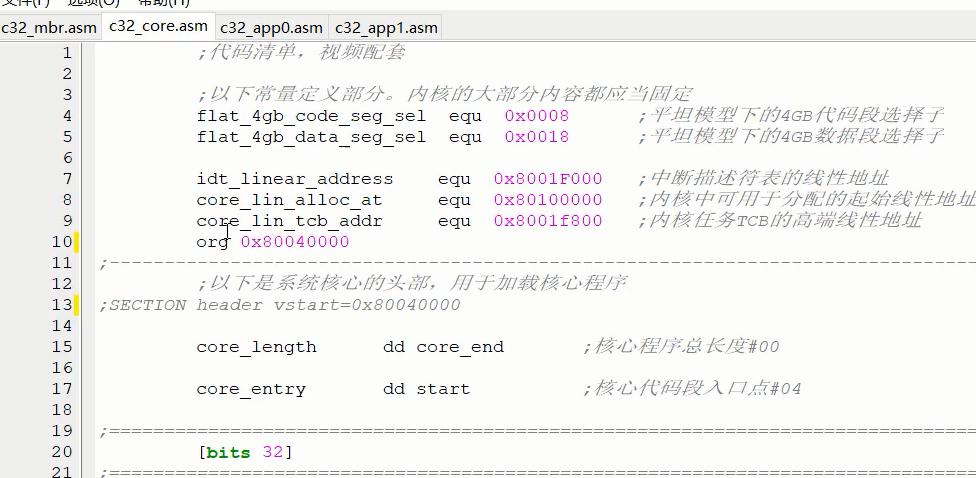 文件(F) 选项(O) 帮助(H)
c32_mbr.asm c32_core.asm c32_app0.asm c32_app1.asm
1 ;代码清单，视频配套
2
3 ;以下常量定义部分。内核的大部分内容都应当固定
4 flat_4gb_code_seg_sel equ 0x0008 ;平坦模型下的4GB代码段选择子
5 flat_4gb_data_seg_sel equ 0x0018 ;平坦模型下的4GB数据段选择子
6
7 idt_linear_address equ 0x8001F000 ;中断描述符表的线性地址
8 core_lin_alloc_at equ 0x80100000 ;内核中可用于分配的起始线性地址
9 core_lin_tcb_addr equ 0x8001f800 ;内核任务TCB的高端线性地址
10 org 0x80040000
11 ;-------------------------------------------------------------------------------
12 ;以下是系统核心的头部，用于加载核心程序
13 ;SECTION header vstart=0x80040000
14
15 core_length dd core_end ;核心程序总长度#00
16
17 core_entry dd start ;核心代码段入口点#04
18
19 ;===============================================================================
20 [bits 32]
21 ;===============================================================================